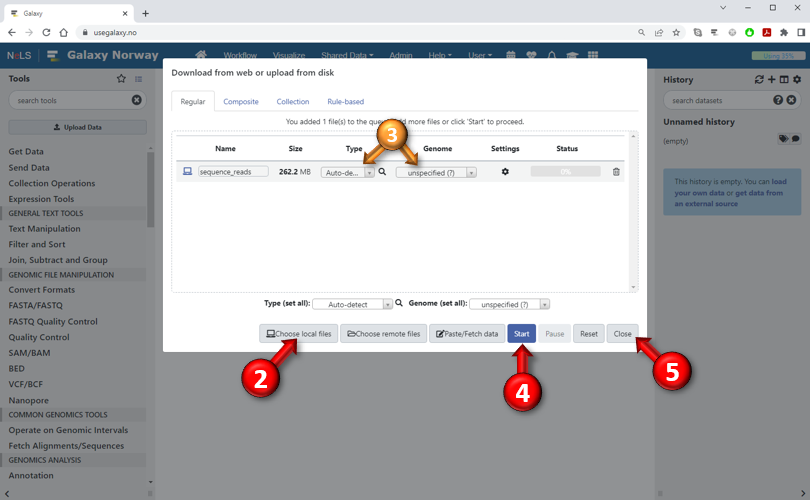 Galaxy
usegalaxy.no
NeLS Galaxy Norway Workflow Visualize Shared Data Admin Help User Using 35%
Tools
search tools
Upload Data
Get Data
Send Data
Collection Operations
Expression Tools
GENERAL TEXT TOOLS
Text Manipulation
Filter and Sort
Join, Subtract and Group
GENOMIC FILE MANIPULATION
Convert Formats
FASTA/FASTQ
FASTQ Quality Control
Quality Control
SAM/BAM
BED
VCF/BCF
Nanopore
COMMON GENOMICS TOOLS
Operate on Genomic Intervals
Fetch Alignments/Sequences
GENOMICS ANALYSIS
Annotation
Download from web or upload from disk
Regular Composite Collection Rule-based
You added 1 file(s) to the queue. Add more files or click 'Start' to proceed.
3
Name Size Type Genome Settings Status
sequence_reads 262.2 MB Auto-de... unspecified (?) 0%
Type (set all): Auto-detect Genome (set all): unspecified (?)
Choose local files Choose remote files Paste/Fetch data Start Pause Reset Close
2
4
5
History
search datasets
Unnamed history
(empty)
This history is empty. You can load
your own data or get data from
an external source